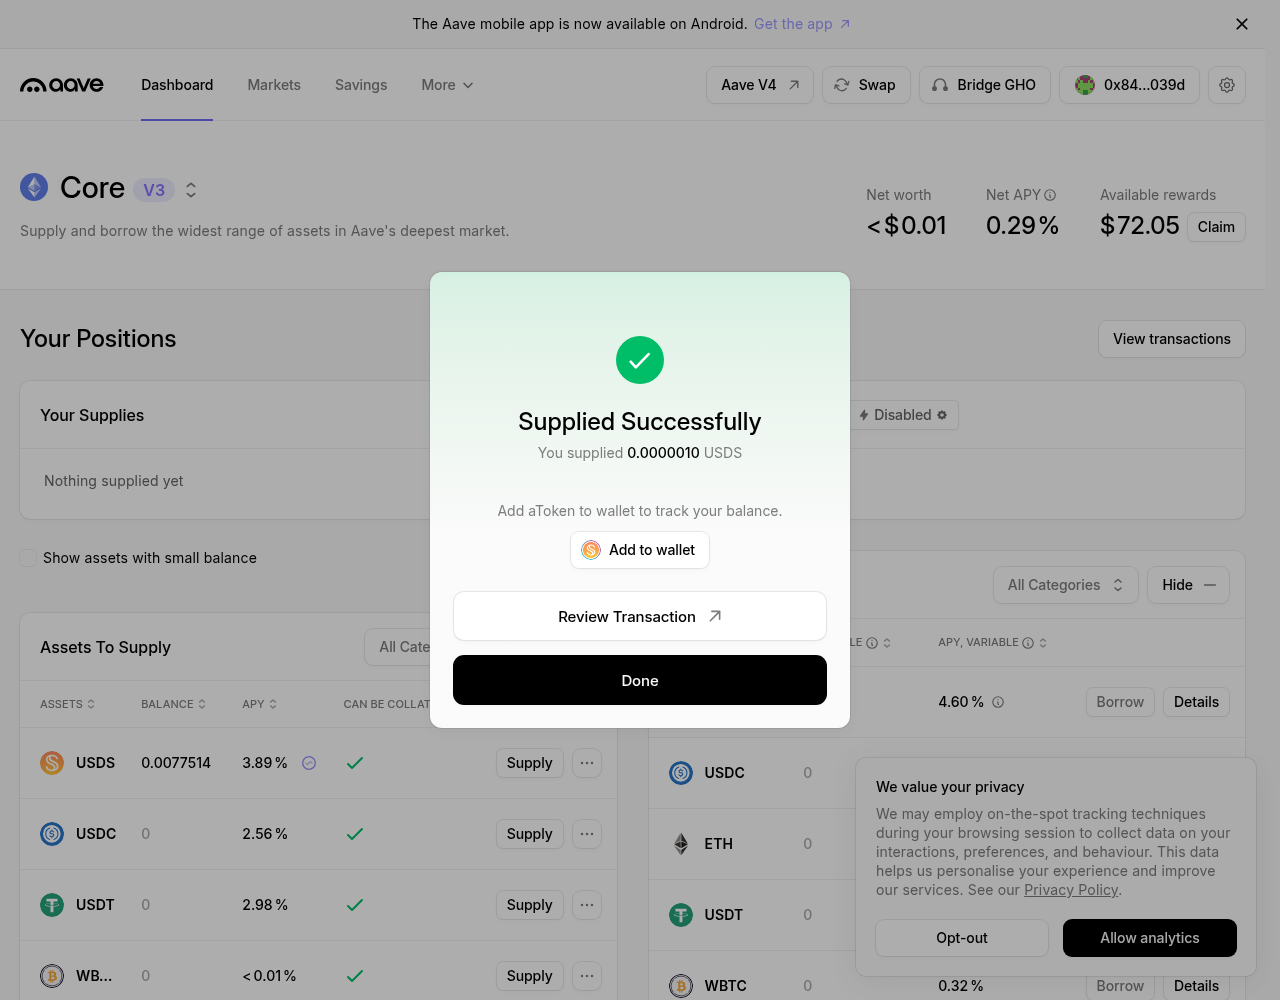 The Aave mobile app is now available on Android. Get the app
aave
Dashboard
Markets
Savings
More
Aave V4
Swap
Bridge GHO
0x84...039d
Core V3
Supply and borrow the widest range of assets in Aave's deepest market.
Net worth
<$0.01
Net APY
0.29%
Available rewards
$72.05 Claim
Your Positions
View transactions
Your Supplies
Nothing supplied yet
Disabled
Show assets with small balance
Supplied Successfully
You supplied 0.0000010 USDS
Add aToken to wallet to track your balance.
Add to wallet
Review Transaction
Done
Assets To Supply
All Cate
ASSETS BALANCE APY CAN BE COLLAT
USDS 0.0077514 3.89% Supply
USDC 0 2.56% Supply
USDT 0 2.98% Supply
WB... 0 <0.01% Supply
All Categories
Hide
LE APY, VARIABLE
4.60% Borrow Details
USDC 0
ETH 0
USDT 0
WBTC 0.32% Borrow Details
We value your privacy
We may employ on-the-spot tracking techniques
during your browsing session to collect data on your
interactions, preferences, and behaviour. This data
helps us personalise your experience and improve
our services. See our Privacy Policy.
Opt-out
Allow analytics